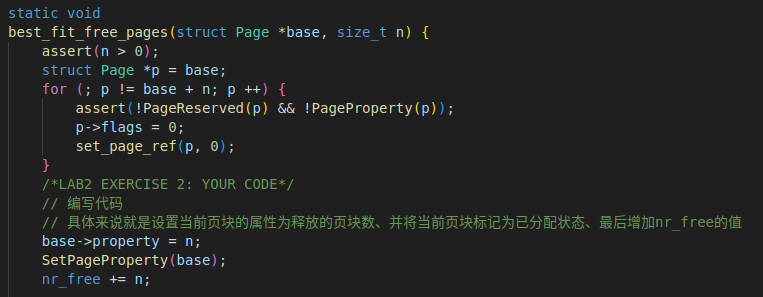 static void
best_fit_free_pages(struct Page *base, size_t n) {
    assert(n > 0);
    struct Page *p = base;
    for (; p != base + n; p ++) {
        assert(!PageReserved(p) && !PageProperty(p));
        p->flags = 0;
        set_page_ref(p, 0);
    }
    /*LAB2 EXERCISE 2: YOUR CODE*/
    // 编写代码
    // 具体来说就是设置当前页块的属性为释放的页块数、并将当前页块标记为已分配状态、最后增加nr_free的值
    base->property = n;
    SetPageProperty(base);
    nr_free += n;